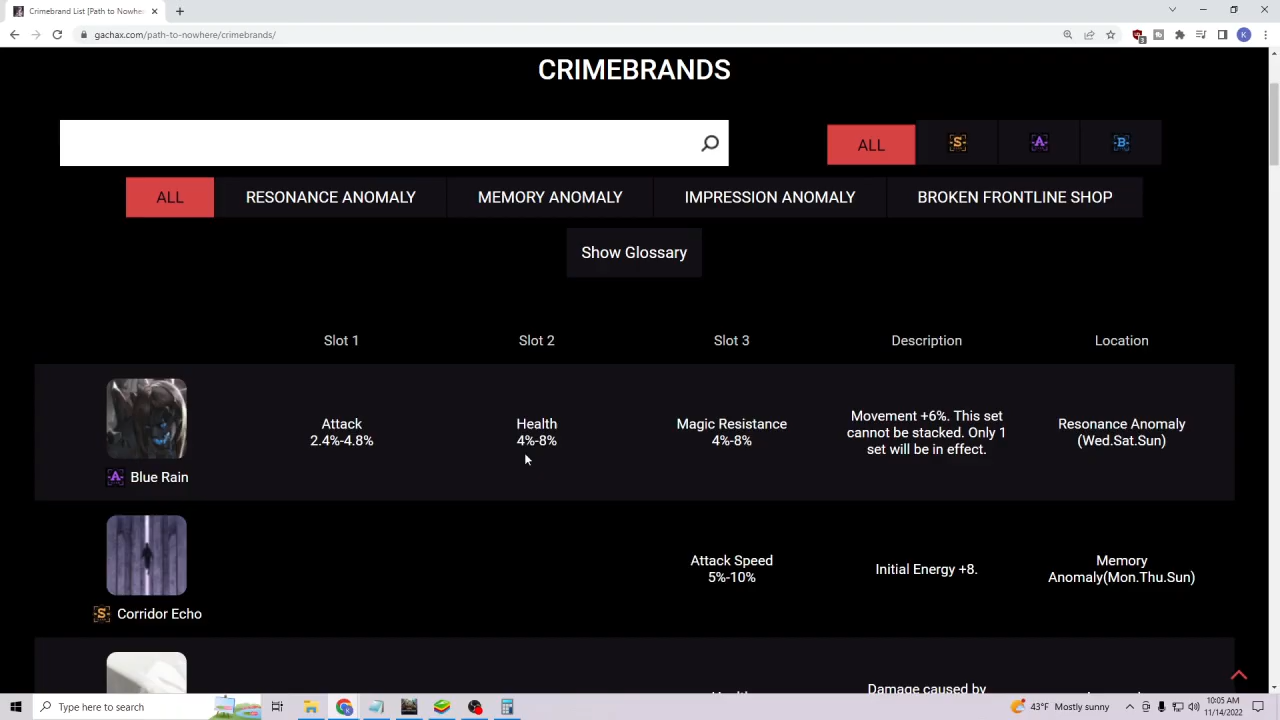 Crimebrand List [Path to Nowhe
gachax.com/path-to-nowhere/crimebrands/
3
K
CRIMEBRANDS
ALL
S
A
B
ALL
RESONANCE ANOMALY
MEMORY ANOMALY
IMPRESSION ANOMALY
BROKEN FRONTLINE SHOP
Show Glossary
Slot 1
Slot 2
Slot 3
Description
Location
A Blue Rain
Attack
2.4%-4.8%
Health
4%-8%
Magic Resistance
4%-8%
Movement +6%. This set
cannot be stacked. Only 1
set will be in effect.
Resonance Anomaly
(Wed.Sat.Sun)
S Corridor Echo
Attack Speed
5%-10%
Initial Energy +8.
Memory
Anomaly(Mon.Thu.Sun)
Damage caused by
Type here to search
43°F Mostly sunny
10:05 AM
11/14/2022